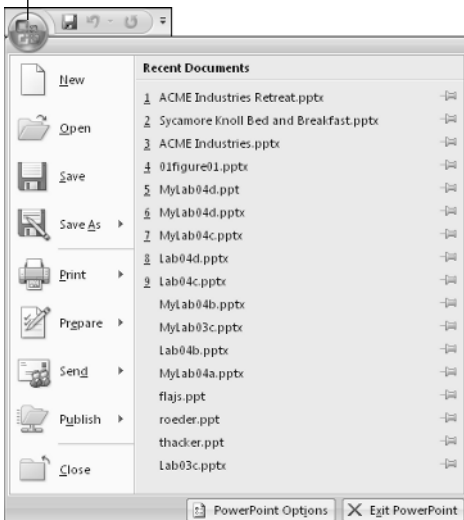 New
Open
Save
Save As
Print
Prepare
Send
Publish
Close
Recent Documents
1 ACME Industries Retreat.pptx
2 Sycamore Knoll Bed and Breakfast.pptx
3 ACME Industries.pptx
4 01figure01.pptx
5 MyLab04d.ppt
6 MyLab04d.pptx
7 MyLab04c.pptx
8 Lab04d.pptx
9 Lab04c.pptx
MyLab04b.pptx
MyLab03c.pptx
Lab04b.pptx
MyLab04a.pptx
flajs.ppt
roeder.ppt
thacker.ppt
Lab03c.pptx
PowerPoint Options
Exit PowerPoint